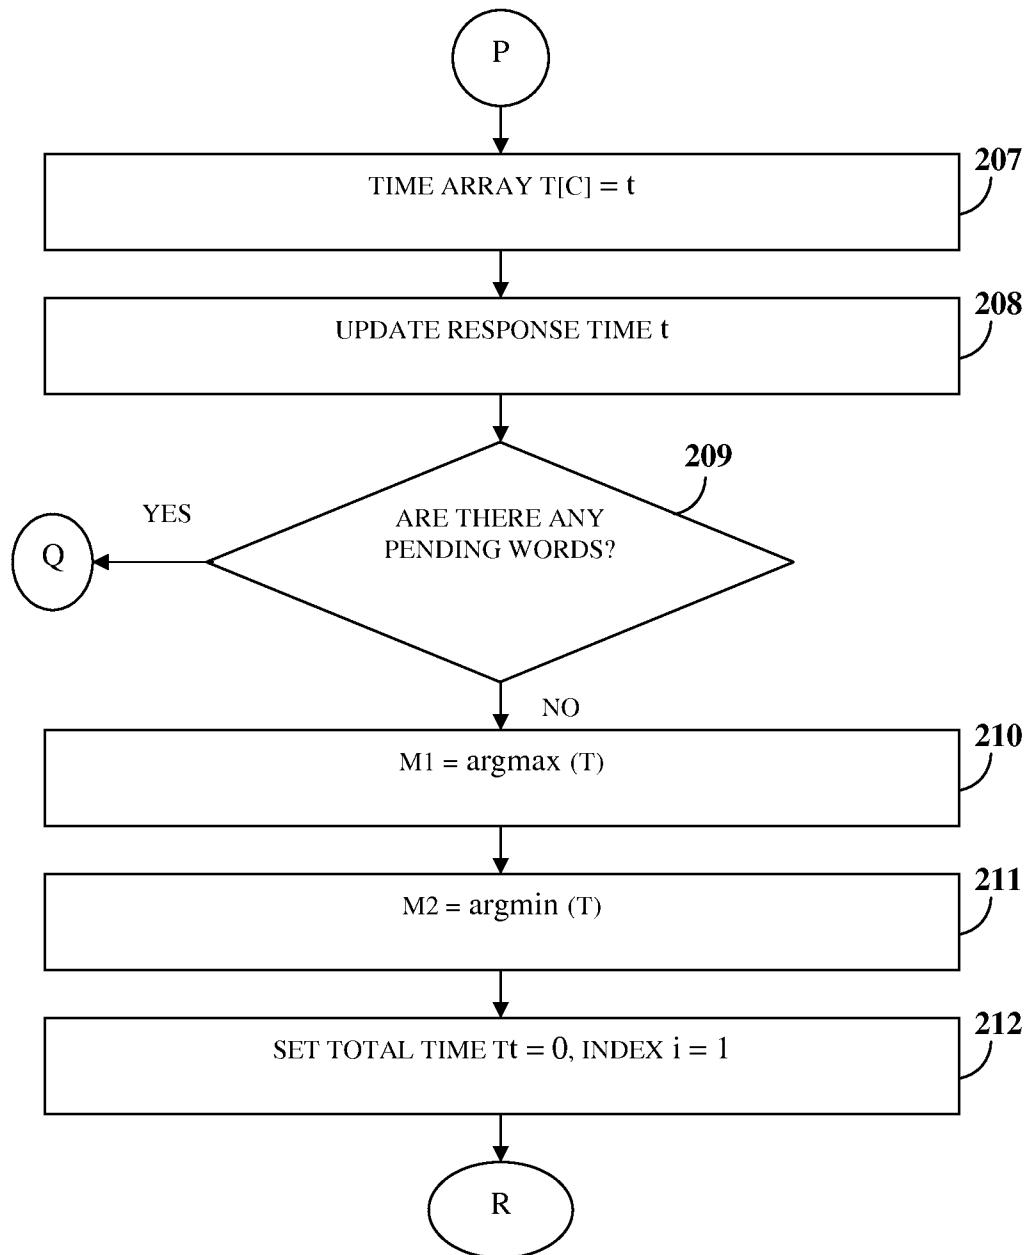 P
207
TIME ARRAY T[C] = t
208
UPDATE RESPONSE TIME t
209
YES
ARE THERE ANY
PENDING WORDS?
Q
NO
210
M1 = argmax (T)
211
M2 = argmin (T)
212
SET TOTAL TIME Tt = 0, INDEX i = 1
R